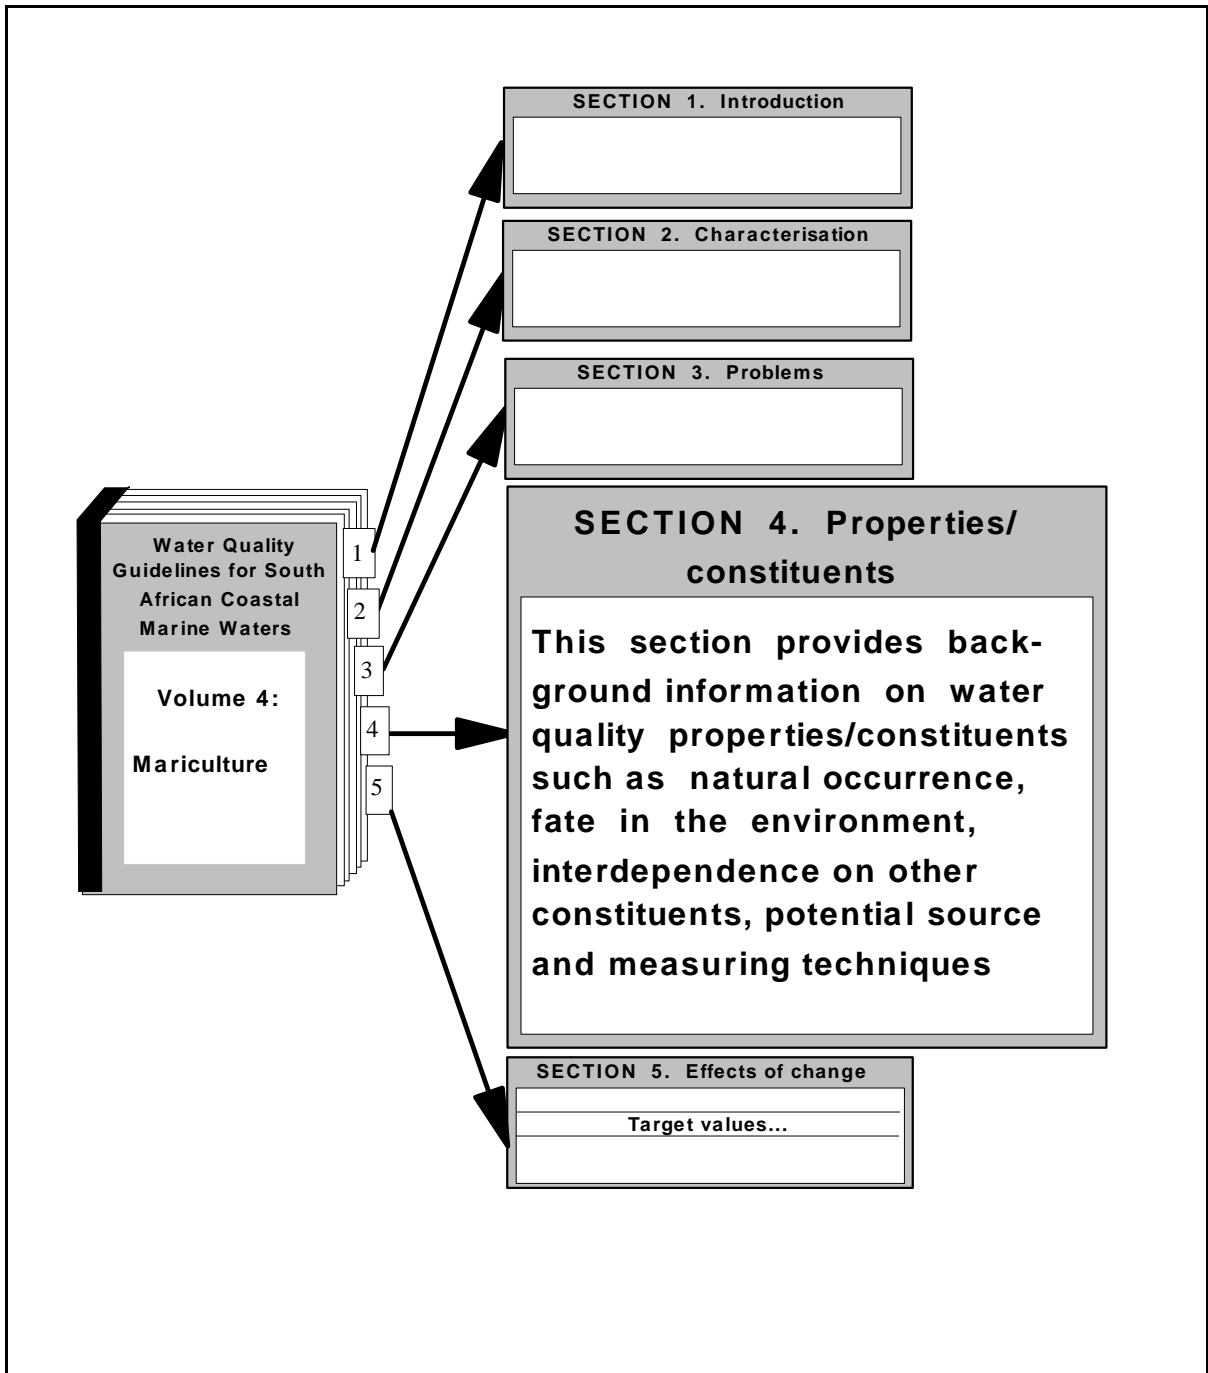 SECTION 1. Introduction
SECTION 2. Characterisation
SECTION 3. Problems
Water Quality
Guidelines for South
African Coastal
Marine Waters
Volume 4:
Mariculture
1
2
3
4
5
SECTION 4. Properties/
constituents
This section provides back-
ground information on water
quality properties/constituents
such as natural occurrence,
fate in the environment,
interdependence on other
constituents, potential source
and measuring techniques
SECTION 5. Effects of change
Target values...